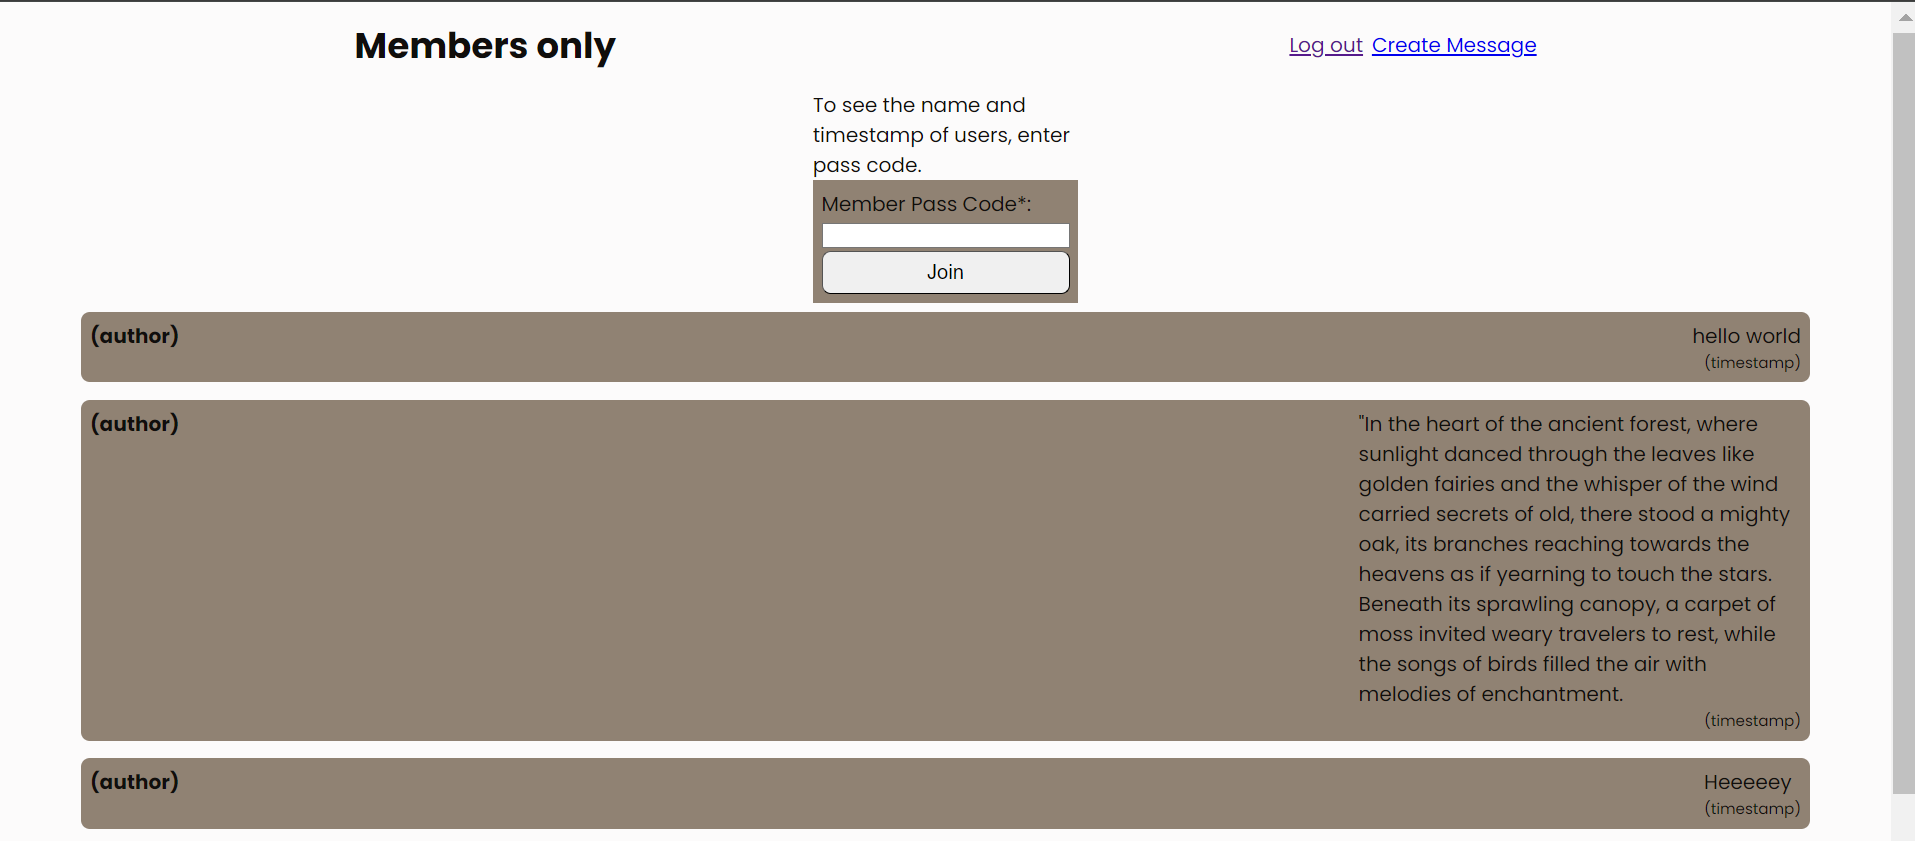 Members only
Log out Create Message
To see the name and
timestamp of users, enter
pass code.
Member Pass Code*:
Join
(author)
hello world
(timestamp)
(author)
"In the heart of the ancient forest, where
sunlight danced through the leaves like
golden fairies and the whisper of the wind
carried secrets of old, there stood a mighty
oak, its branches reaching towards the
heavens as if yearning to touch the stars.
Beneath its sprawling canopy, a carpet of
moss invited weary travelers to rest, while
the songs of birds filled the air with
melodies of enchantment.
(timestamp)
(author)
Heeeeey
(timestamp)